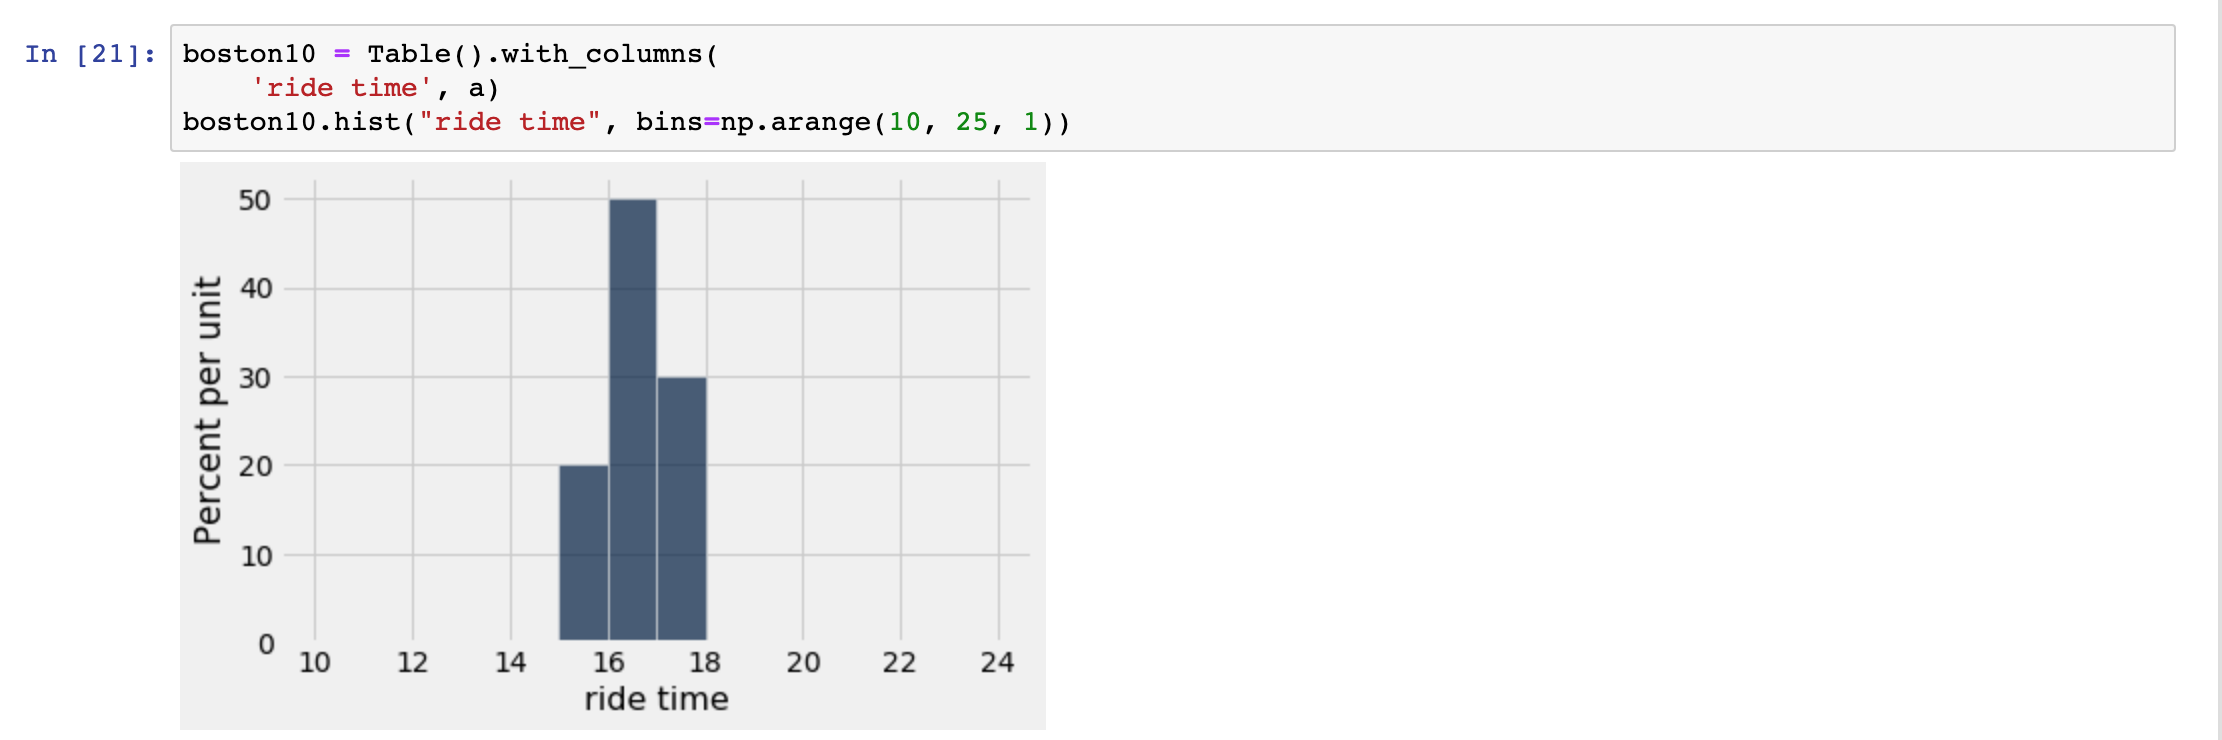 In [21]: boston10 = Table().with_columns(
    'ride time', a)
boston10.hist("ride time", bins=np.arange(10, 25, 1))
50
40
30
20
10
0
Percent per unit
10 12 14 16 18 20 22 24
ride time